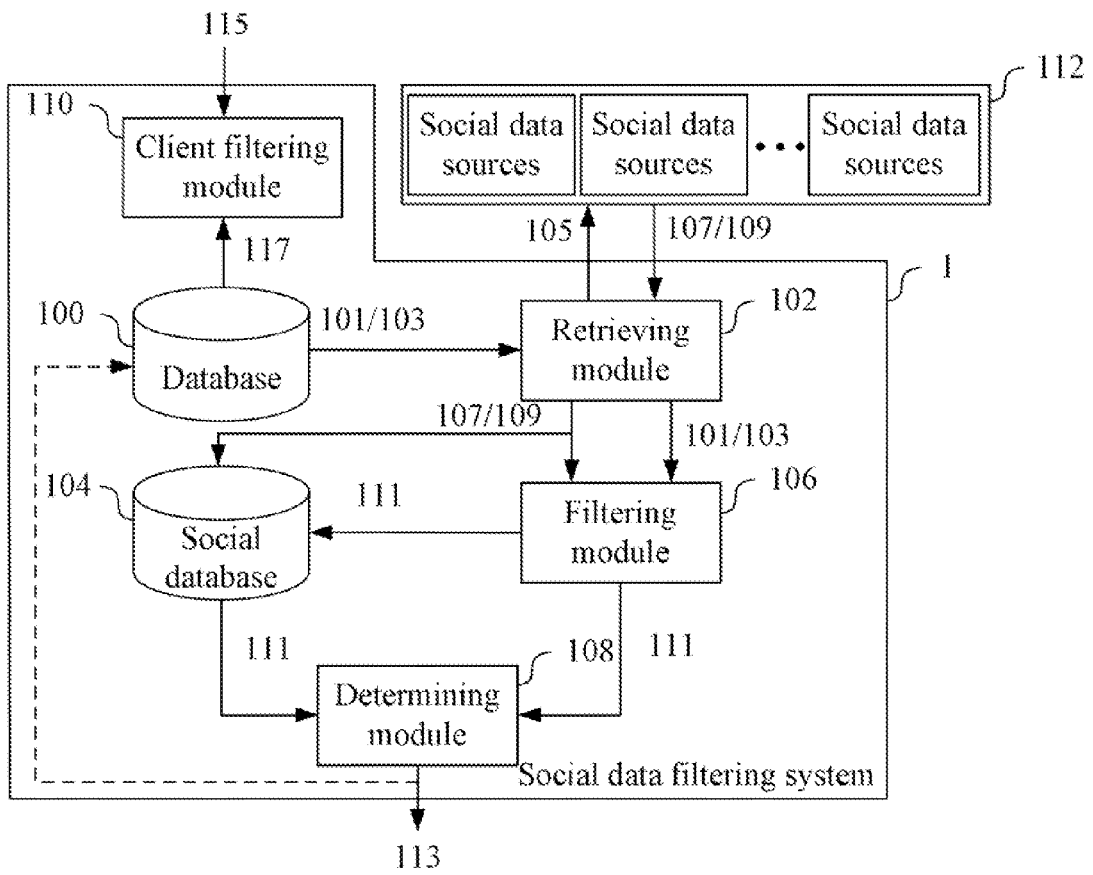 115
112
110
Client filtering
module
Social data
sources
Social data
sources
Social data
sources
117
105
107/109
1
100
101/103
102
Database
Retrieving
module
107/109
101/103
104
111
106
Social
database
Filtering
module
111
108
111
Determining
module
Social data filtering system
113